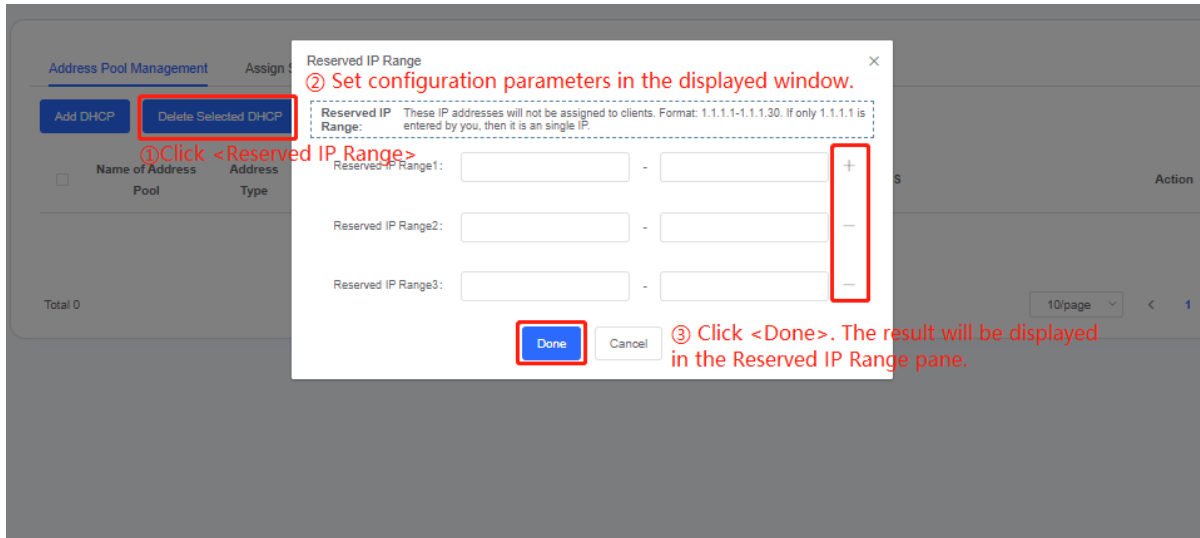 Address Pool Management
Assign S
Reserved IP Range
② Set configuration parameters in the displayed window.
Add DHCP
Delete Selected DHCP
Reserved IP Range: These IP addresses will not be assigned to clients. Format: 1.1.1.1-1.1.1.30. If only 1.1.1.1 is
entered by you, then it is an single IP.
①Click <Reserved IP Range>
Name of Address
Pool
Address
Type
Reserved IP Range1:
-
+
S
Action
Reserved IP Range2:
-
—
Reserved IP Range3:
-
—
Total 0
10/page
<
1
Done
Cancel
③ Click <Done>. The result will be displayed
in the Reserved IP Range pane.